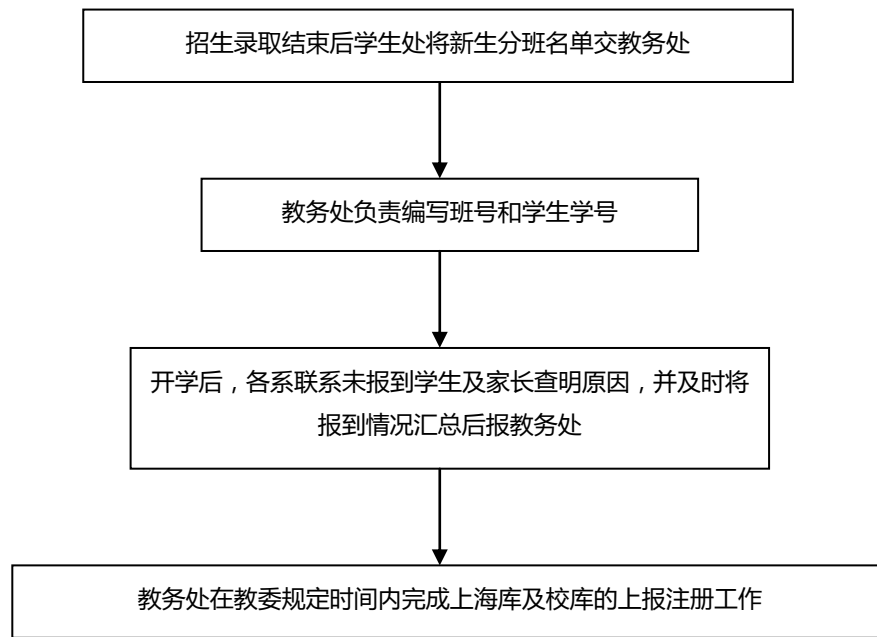 招生录取结束后学生处将新生分班名单交教务处
教务处负责编写班号和学生学号
开学后，各系联系未报到学生及家长查明原因，并及时将
报到情况汇总后报教务处
教务处在教委规定时间内完成上海库及校库的上报注册工作